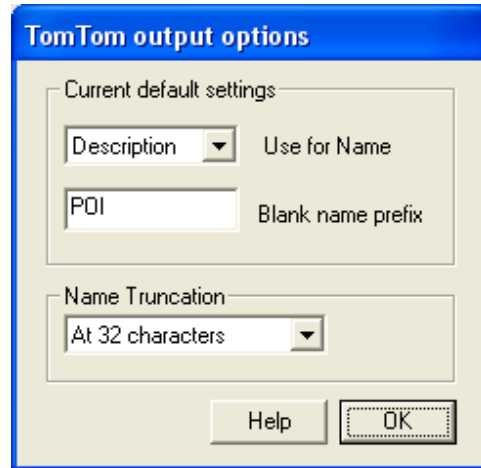 TomTom output options
Current default settings
Description Use for Name
POI Blank name prefix
Name Truncation
At 32 characters
Help OK